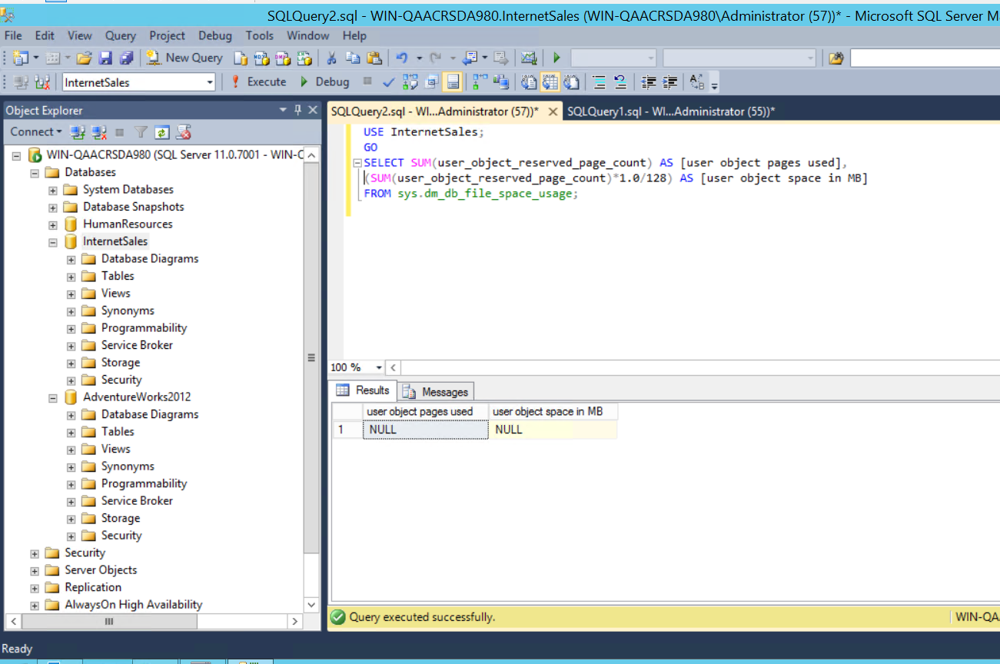 SQLQuery2.sql - WIN-QAACRSDA980.InternetSales (WIN-QAACRSDA980\Administrator (57))* - Microsoft SQL Server M
File Edit View Query Project Debug Tools Window Help
New Query
InternetSales Execute Debug
Object Explorer
Connect
WIN-QAACRSDA980 (SQL Server 11.0.7001 - WIN-C
Databases
System Databases
Database Snapshots
HumanResources
InternetSales
Database Diagrams
Tables
Views
Synonyms
Programmability
Service Broker
Storage
Security
AdventureWorks2012
Database Diagrams
Tables
Views
Synonyms
Programmability
Service Broker
Storage
Security
Security
Server Objects
Replication
AlwaysOn High Availability
SQLQuery2.sql - WI...Administrator (57))* SQLQuery1.sql - WI...Administrator (55))*
USE InternetSales;
GO
SELECT SUM(user_object_reserved_page_count) AS [user object pages used],
(SUM(user_object_reserved_page_count)*1.0/128) AS [user object space in MB]
FROM sys.dm_db_file_space_usage;
100 %
Results Messages
user object pages used user object space in MB
1 NULL NULL
Query executed successfully. WIN-QA
Ready